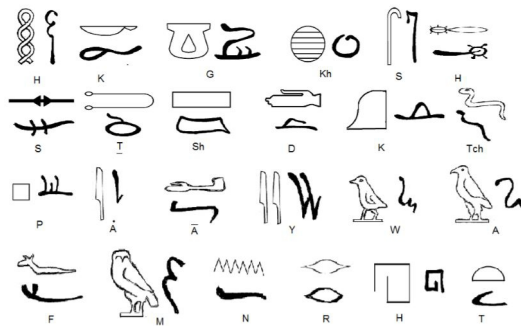 H K G Kh S H
S T Sh D K Tch
P Ȧ Ā Y W A
F M N R H T